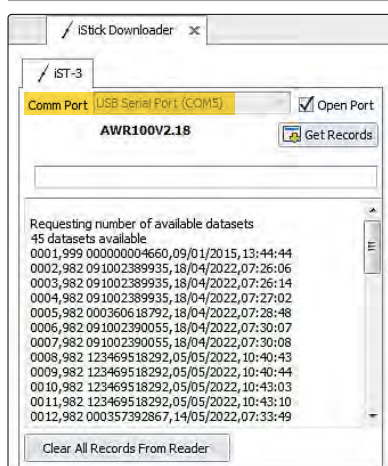 iStick Downloader x
iST-3
Comm Port USB Serial Port (COM5) Open Port
AWR100V2.18
Get Records
Requesting number of available datasets
45 datasets available
0001,999 000000004660,09/01/2015,13:44:44
0002,982 091002389935,18/04/2022,07:26:06
0003,982 091002389935,18/04/2022,07:26:14
0004,982 091002389935,18/04/2022,07:27:02
0005,982 000360618792,18/04/2022,07:28:48
0006,982 091002390055,18/04/2022,07:30:07
0007,982 091002390055,18/04/2022,07:30:08
0008,982 123469518292,05/05/2022,10:40:43
0009,982 123469518292,05/05/2022,10:40:44
0010,982 123469518292,05/05/2022,10:43:03
0011,982 123469518292,05/05/2022,10:43:10
0012,982 000357392867,14/05/2022,07:33:49
Clear All Records From Reader